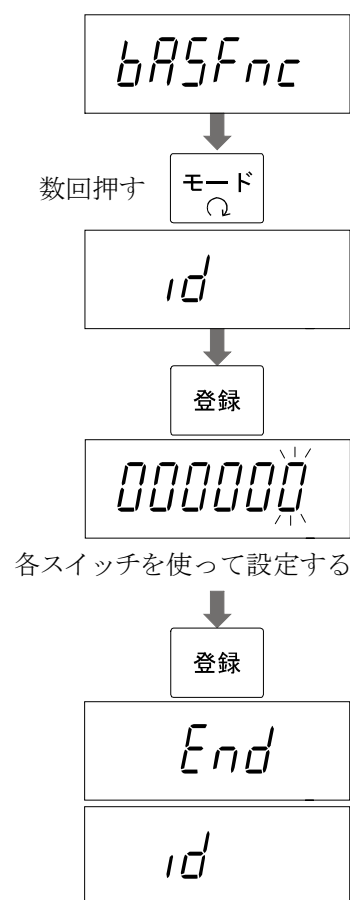 bASFnc
数回押す
モード
id
登録
000000
各スイッチを使って設定する
登録
End
id